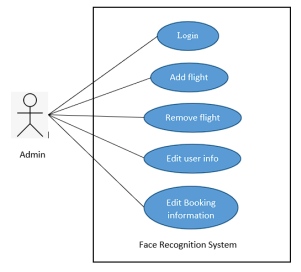 Login
Add flight
Remove flight
Edit user info
Edit Booking
information
Admin
Face Recognition System